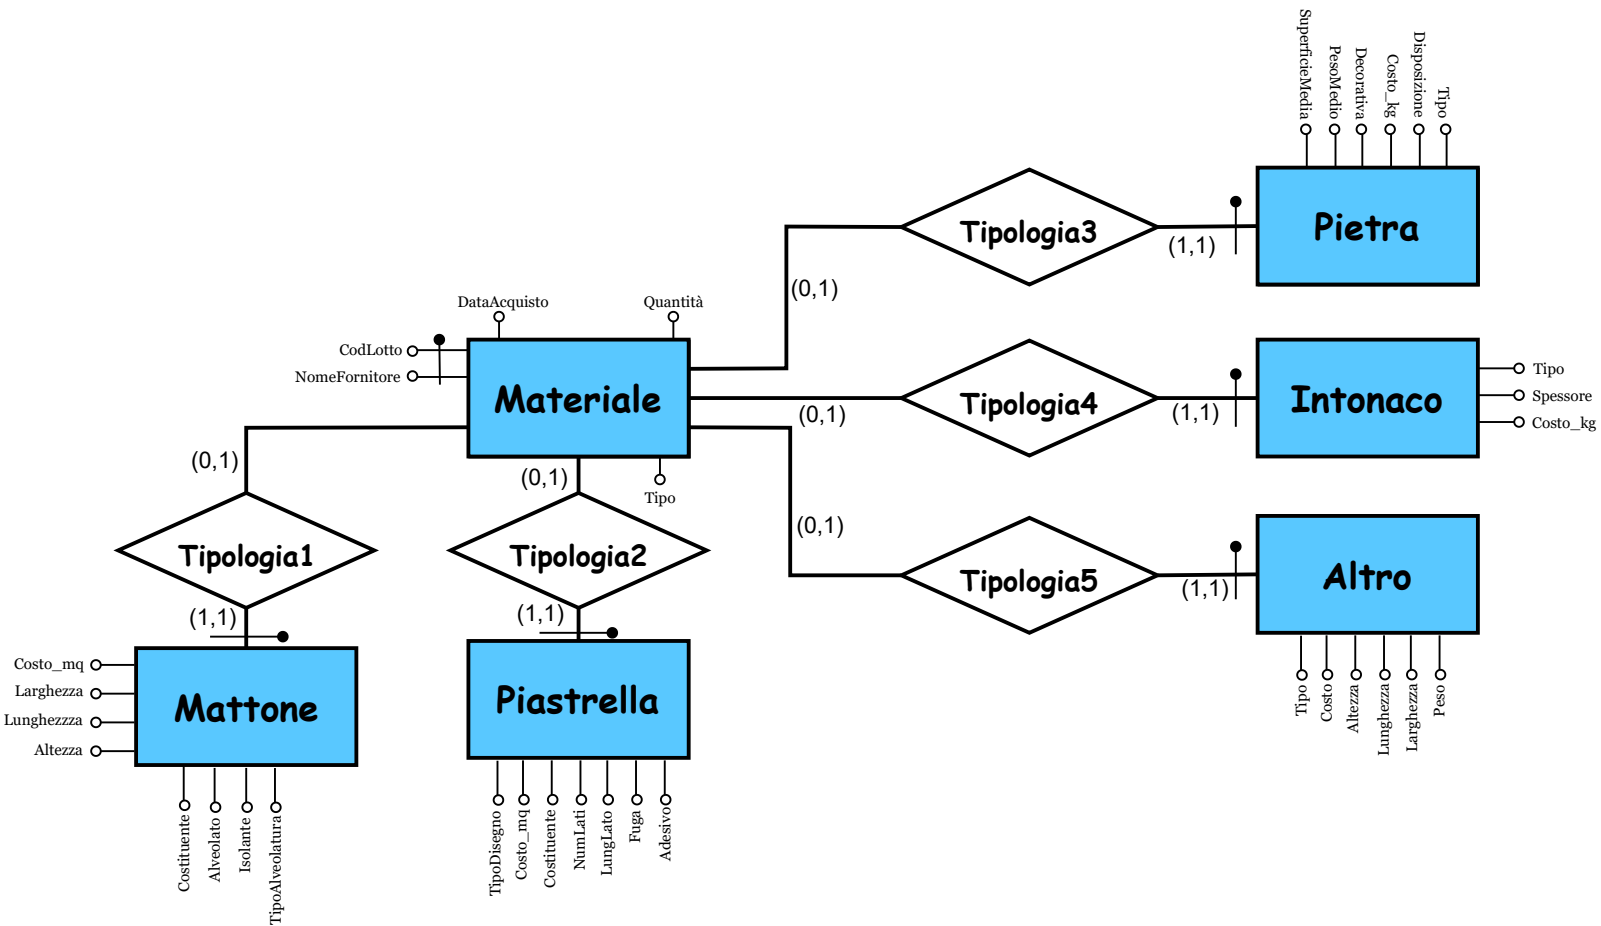 SuperficieMedia
PesoMedio
Decorativa
Costo_kg
Disposizione
Tipo
Pietra
Tipologia3
(1,1)
(0,1)
DataAcquisto
Quantità
CodLotto
NomeFornitore
Materiale
Tipo
(0,1)
Tipologia4
(1,1)
Intonaco
Tipo
Spessore
Costo_kg
(0,1)
Tipologia5
(1,1)
Altro
Tipo
Costo
Altezza
Lunghezza
Larghezza
Peso
(0,1)
Tipologia1
(1,1)
Mattone
Costo_mq
Larghezza
Lunghezzza
Altezza
Costituente
Alveolato
Isolante
TipoAlveolatura
(0,1)
Tipologia2
(1,1)
Piastrella
TipoDisegno
Costo_mq
Costituente
NumLati
LungLato
Fuga
Adesivo